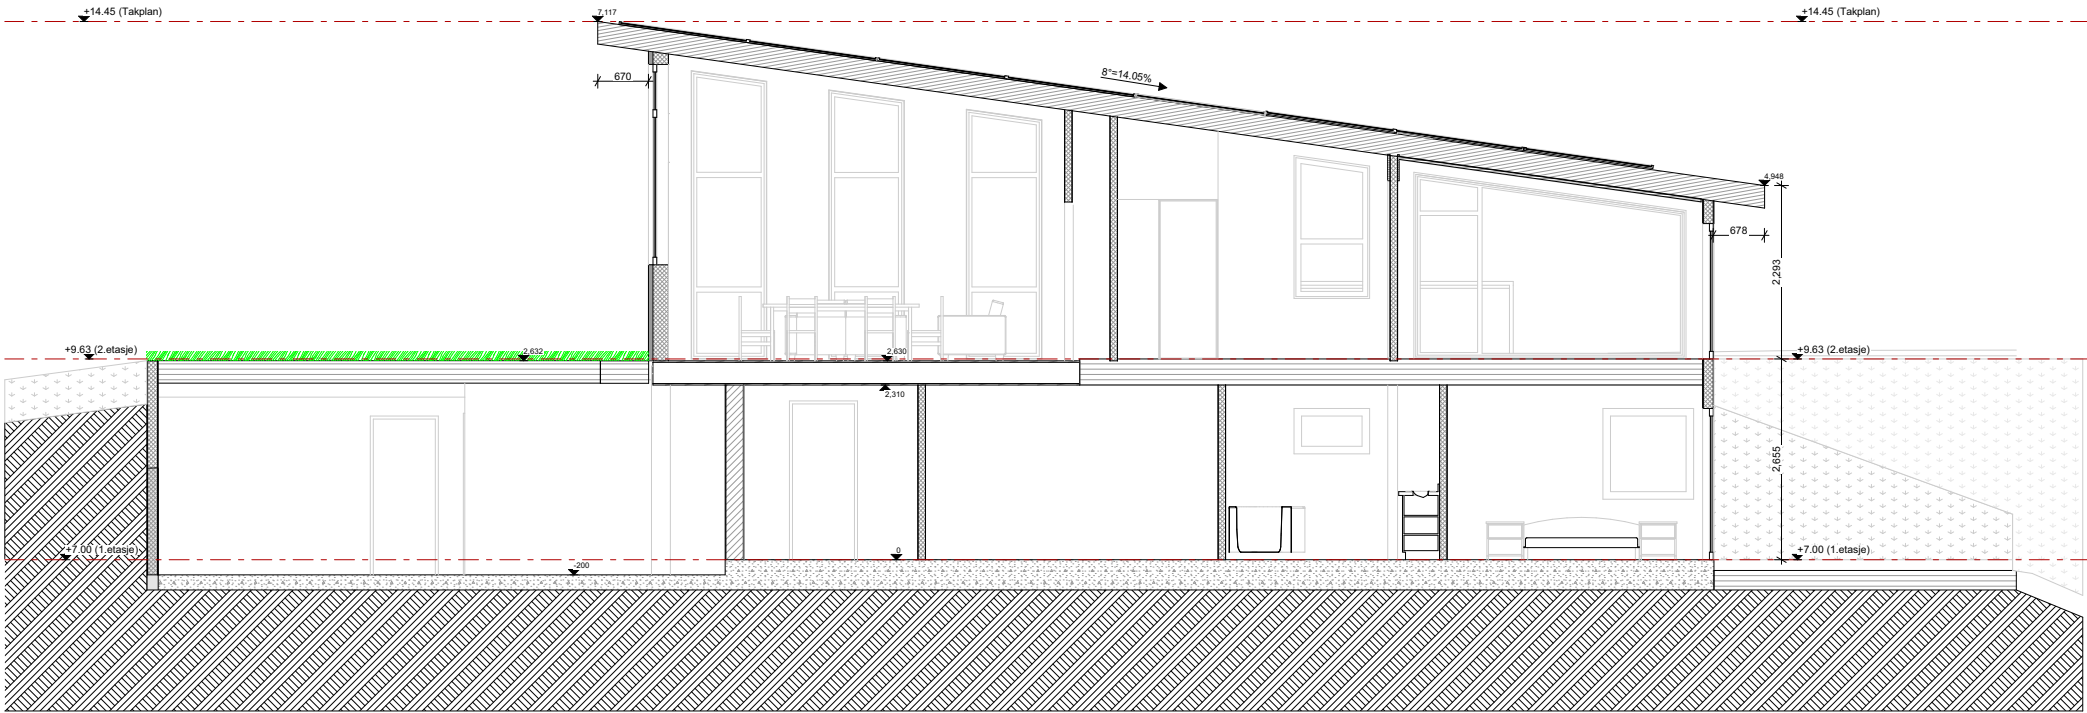 +14.45 (Takplan)
7,117
+14.45 (Takplan)
670
8°=14.05%
4,948
678
2,293
+9.63 (2.etasje)
2,632
2,630
+9.63 (2.etasje)
2,310
2,655
+7.00 (1.etasje)
0
+7.00 (1.etasje)
-200